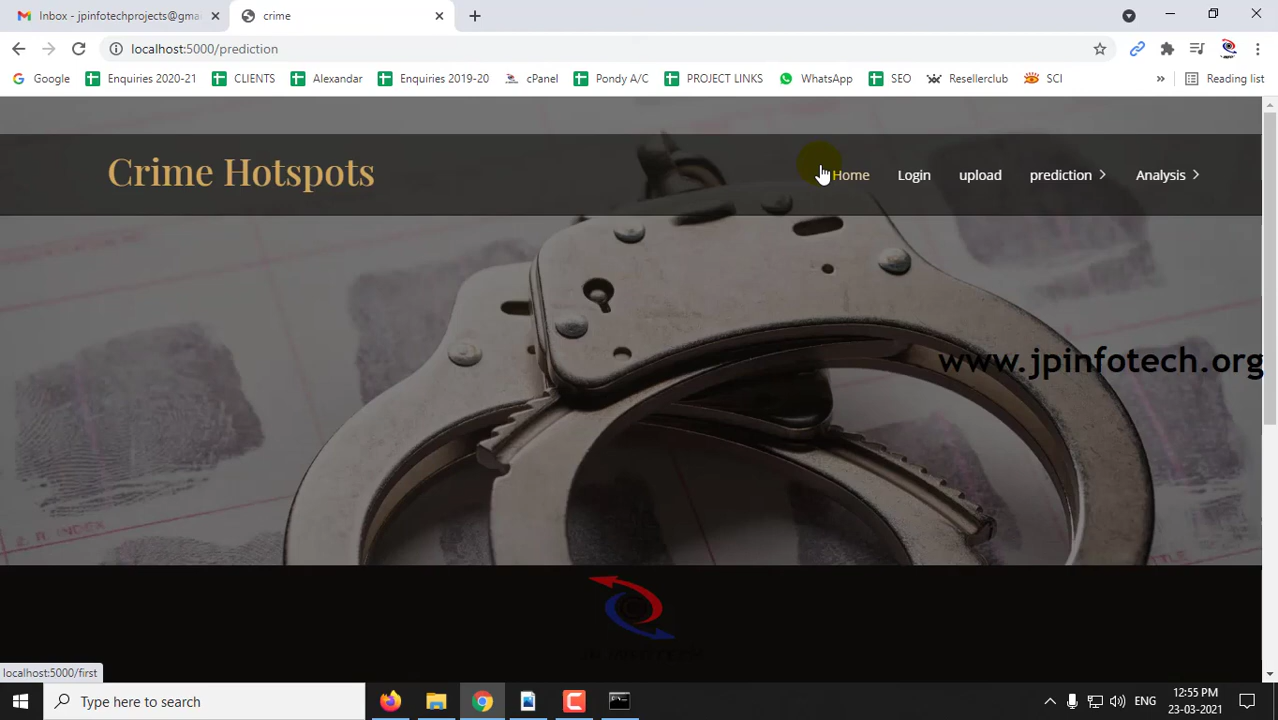 Inbox - jpinfotechprojects@gma
crime
localhost:5000/prediction
Google Enquiries 2020-21 CLIENTS Alexandar Enquiries 2019-20 cPanel Pondy A/C PROJECT LINKS WhatsApp SEO Resellerclub SCI » Reading list
Crime Hotspots
Home Login upload prediction Analysis
www.jpinfotech.org
localhost:5000/first
Type here to search
ENG
12:55 PM
23-03-2021